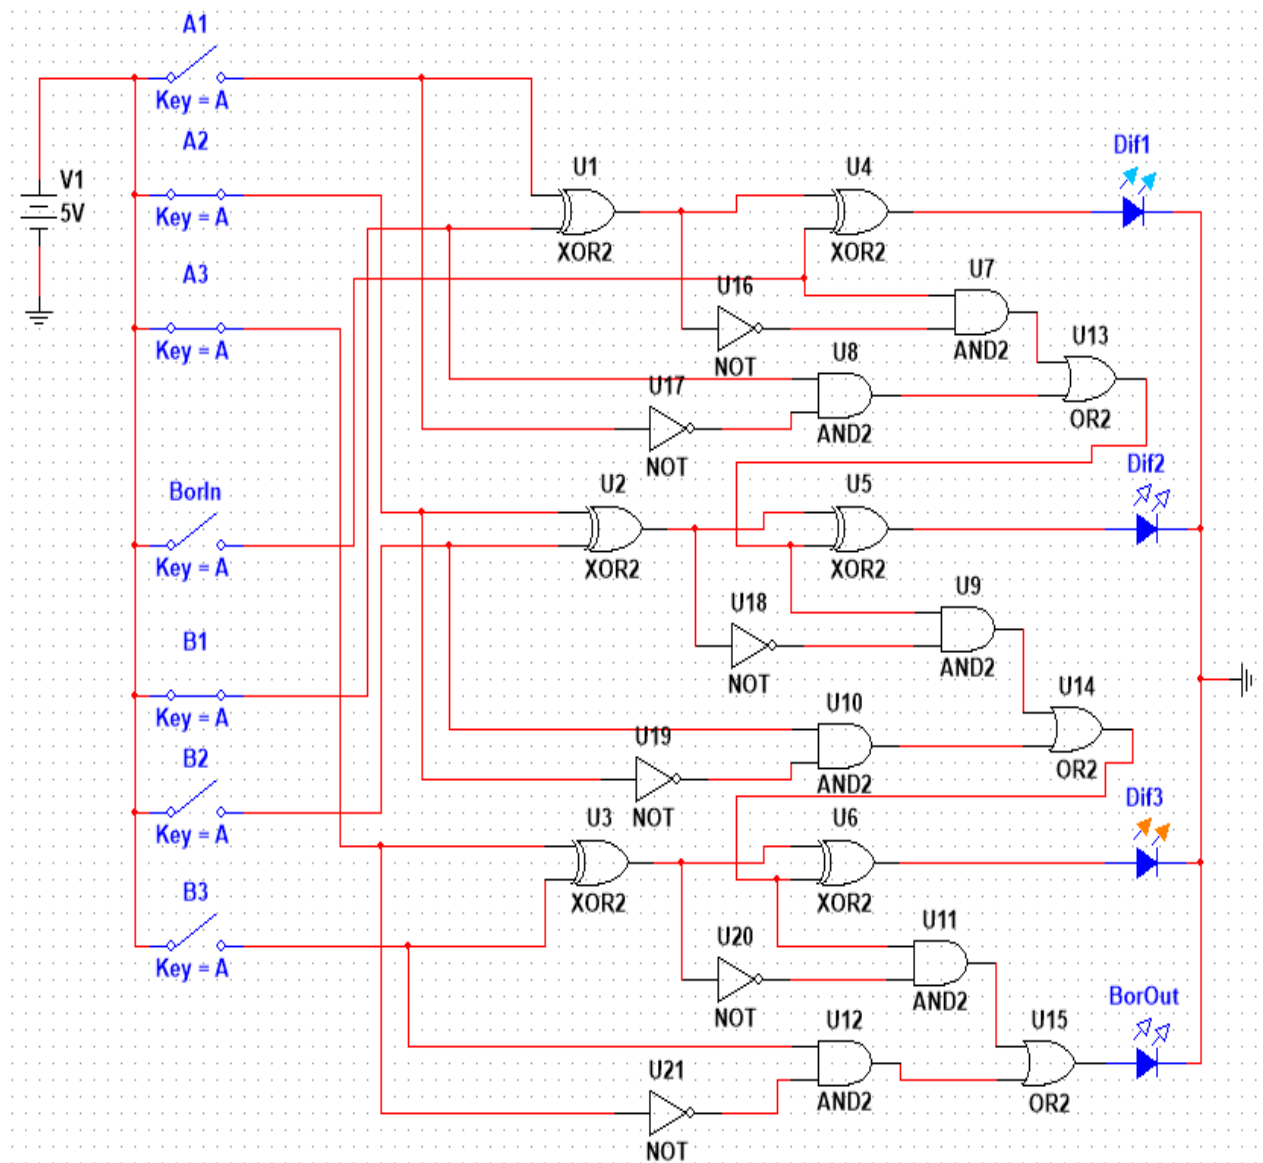 A1
Key = A
A2
Key = A
V1
5V
A3
Key = A
BorIn
Key = A
B1
Key = A
B2
Key = A
B3
Key = A
U1
XOR2
U4
XOR2
Dif1
U16
NOT
U7
AND2
U17
NOT
U8
AND2
U13
OR2
U2
XOR2
U5
XOR2
Dif2
U18
NOT
U9
AND2
U19
NOT
U10
AND2
U14
OR2
U3
XOR2
U6
XOR2
Dif3
U20
NOT
U11
AND2
U21
NOT
U12
AND2
U15
OR2
BorOut